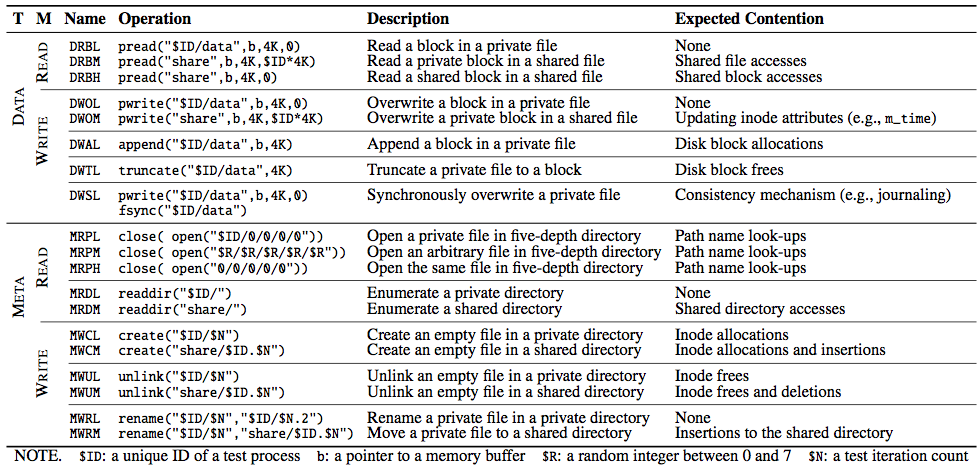 T M Name Operation Description Expected Contention
DATA
READ
DRBL pread("$ID/data",b,4K,0) Read a block in a private file None
DRBM pread("share",b,4K,$ID*4K) Read a private block in a shared file Shared file accesses
DRBH pread("share",b,4K,0) Read a shared block in a shared file Shared block accesses
WRITE
DWOL pwrite("$ID/data",b,4K,0) Overwrite a block in a private file None
DWOM pwrite("share",b,4K,$ID*4K) Overwrite a private block in a shared file Updating inode attributes (e.g., m_time)
DWAL append("$ID/data",b,4K) Append a block in a private file Disk block allocations
DWTL truncate("$ID/data",4K) Truncate a private file to a block Disk block frees
DWSL pwrite("$ID/data",b,4K,0) Synchronously overwrite a private file Consistency mechanism (e.g., journaling)
fsync("$ID/data")
META
READ
MRPL close( open("$ID/0/0/0/0")) Open a private file in five-depth directory Path name look-ups
MRPM close( open("$R/$R/$R/$R/$R")) Open an arbitrary file in five-depth directory Path name look-ups
MRPH close( open("0/0/0/0/0")) Open the same file in five-depth directory Path name look-ups
MRDL readdir("$ID/") Enumerate a private directory None
MRDM readdir("share/") Enumerate a shared directory Shared directory accesses
WRITE
MWCL create("$ID/$N") Create an empty file in a private directory Inode allocations
MWCM create("share/$ID.$N") Create an empty file in a shared directory Inode allocations and insertions
MWUL unlink("$ID/$N") Unlink an empty file in a private directory Inode frees
MWUM unlink("share/$ID.$N") Unlink an empty file in a shared directory Inode frees and deletions
MWRL rename("$ID/$N","$ID/$N.2") Rename a private file in a private directory None
MWRM rename("$ID/$N","share/$ID.$N") Move a private file to a shared directory Insertions to the shared directory
NOTE. $ID: a unique ID of a test process b: a pointer to a memory buffer $R: a random integer between 0 and 7 $N: a test iteration count